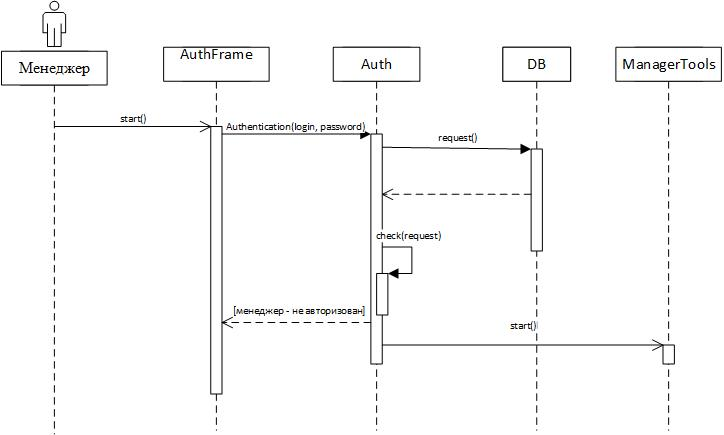 Менеджер
AuthFrame
Auth
DB
ManagerTools
start()
Authentication(login, password)
request()
check(request)
[менеджер - не авторизован]
start()